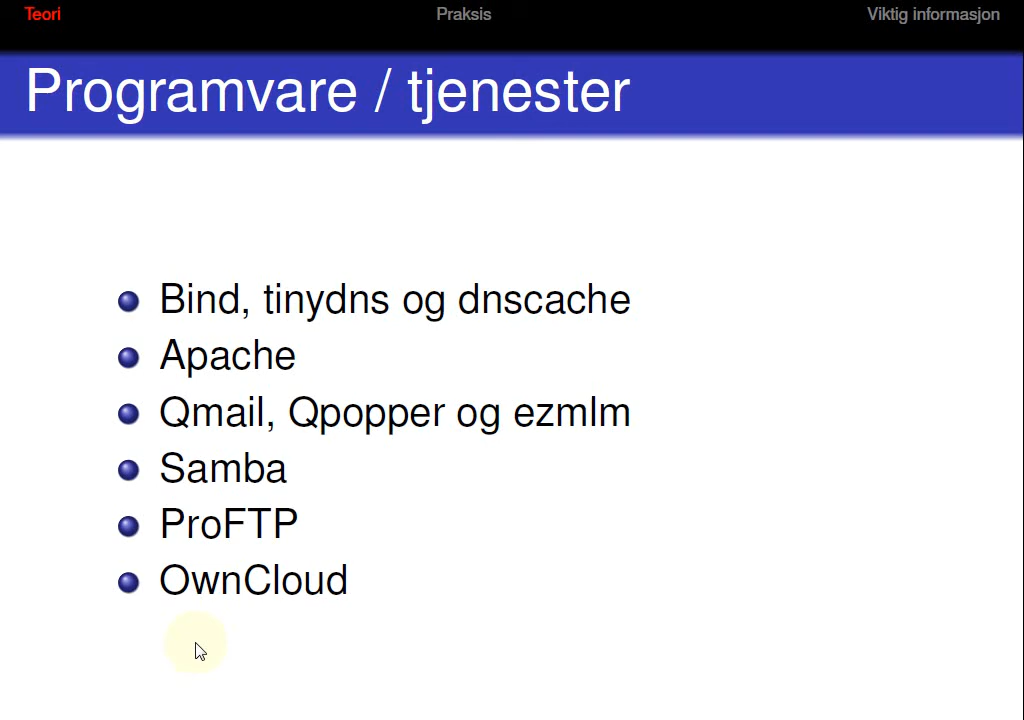 Teori Praksis Viktig informasjon
Programvare / tjenester
Bind, tinydns og dnscache
Apache
Qmail, Qpopper og ezmlm
Samba
ProFTP
OwnCloud